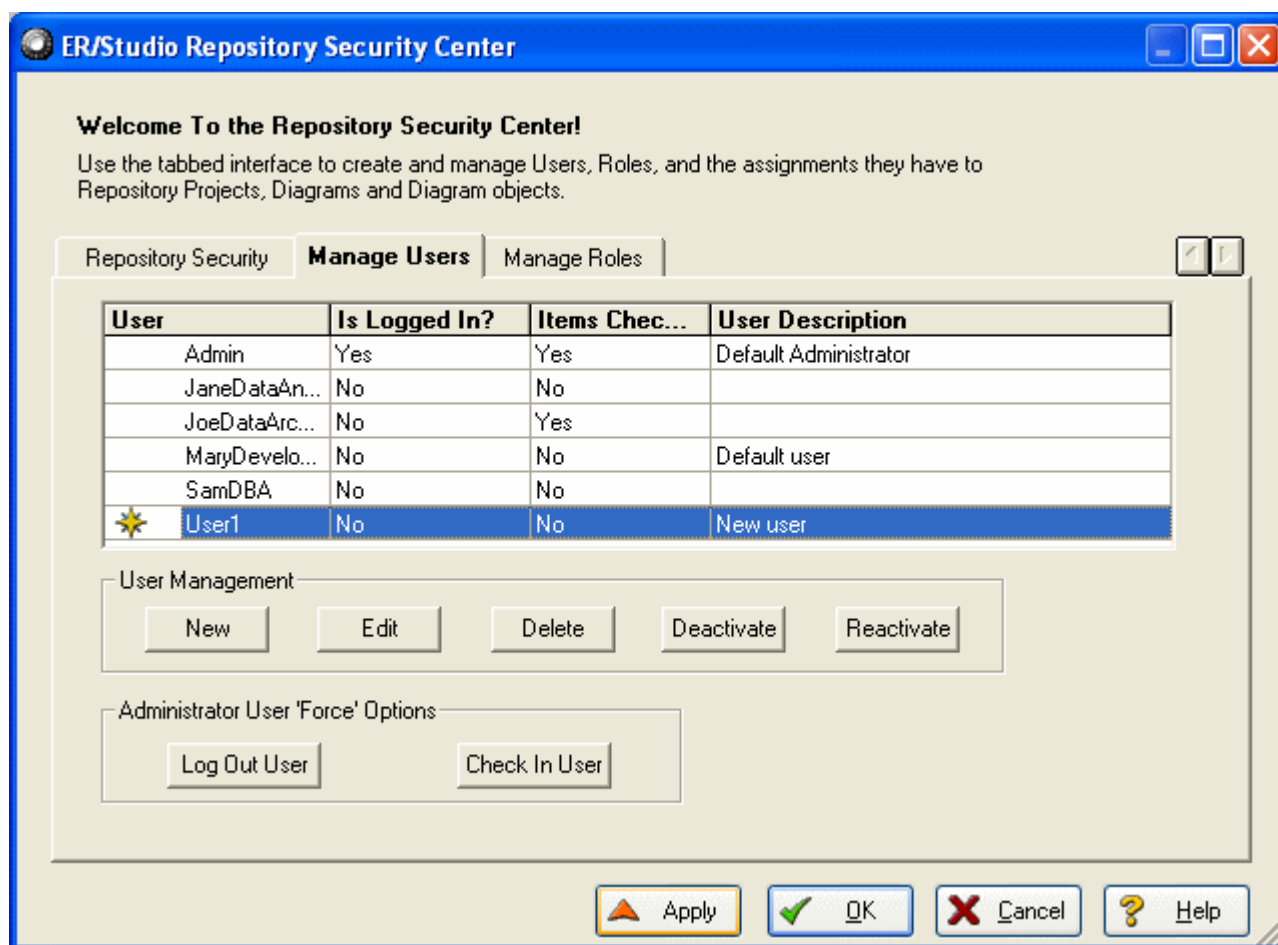 ER/Studio Repository Security Center
Welcome To the Repository Security Center!
Use the tabbed interface to create and manage Users, Roles, and the assignments they have to
Repository Projects, Diagrams and Diagram objects.
Repository Security Manage Users Manage Roles
User Is Logged In? Items Chec... User Description
Admin Yes Yes Default Administrator
JaneDataAn... No No
JoeDataArc... No Yes
MaryDevelo... No No Default user
SamDBA No No
User1 No No New user
User Management
New Edit Delete Deactivate Reactivate
Administrator User 'Force' Options
Log Out User Check In User
Apply OK Cancel Help